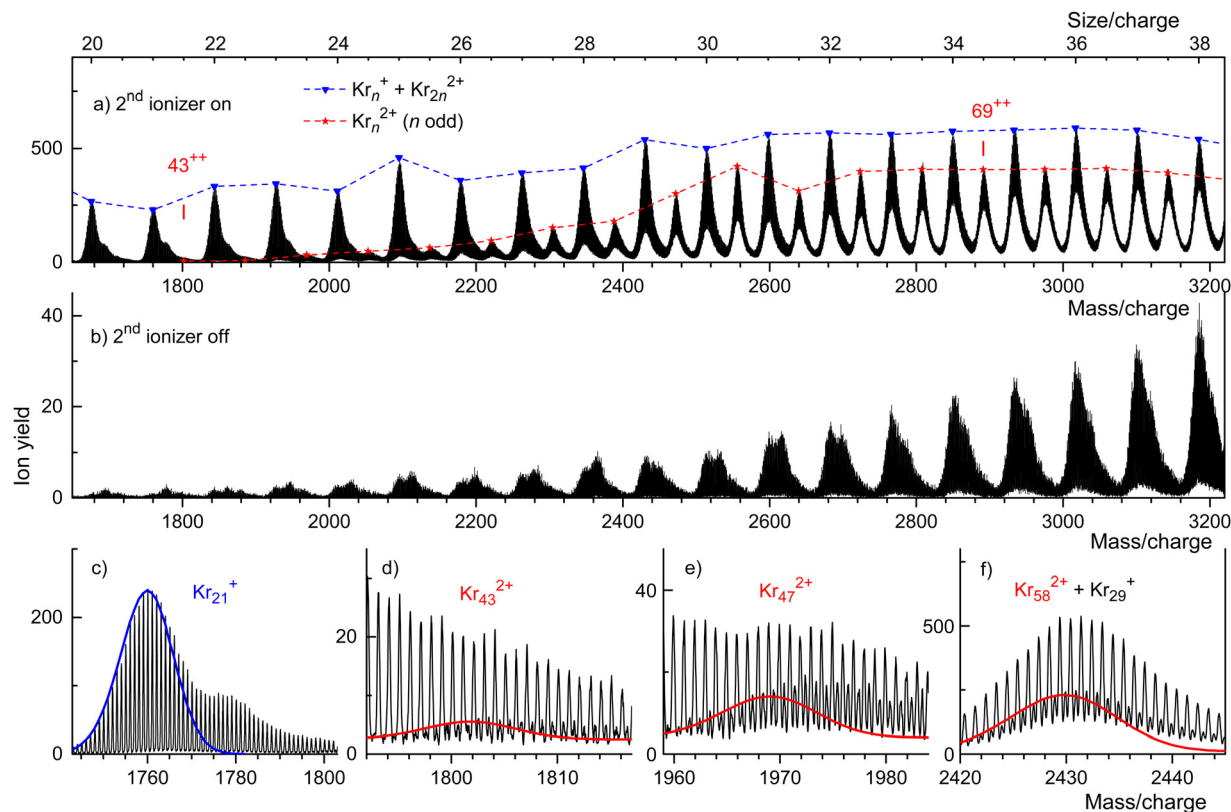 Size/charge
20 22 24 26 28 30 32 34 36 38
a) 2nd ionizer on
Krn+ + Kr2n2+
Krn2+ (n odd)
43++
69++
500
0
1800 2000 2200 2400 2600 2800 3000 3200
Mass/charge
b) 2nd ionizer off
40
20
0
Ion yield
1800 2000 2200 2400 2600 2800 3000 3200
Mass/charge
c)
Kr21+
200
0
1760 1780 1800
d)
Kr432+
20
0
1800 1810
e)
Kr472+
40
0
1960 1970 1980
f)
Kr582+ + Kr29+
500
0
2420 2430 2440
Mass/charge